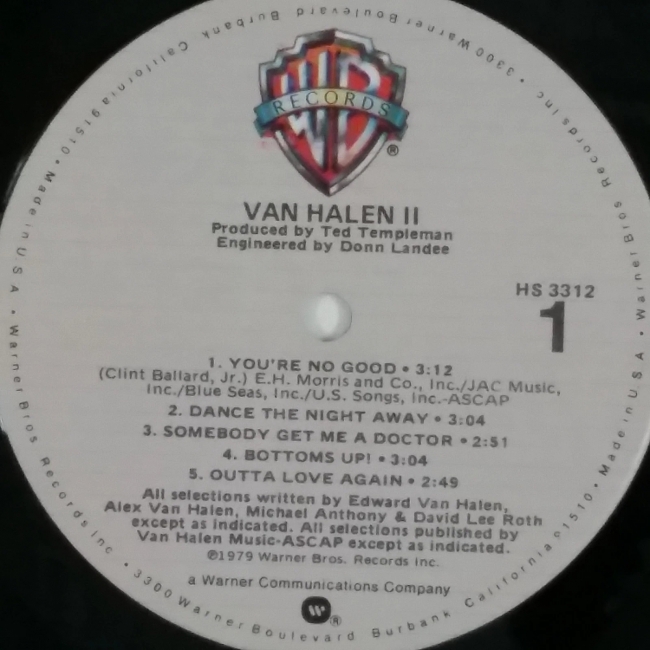 WB
RECORDS
®
VAN HALEN II
Produced by Ted Templeman
Engineered by Donn Landee
HS 3312
1
1. YOU'RE NO GOOD • 3:12
(Clint Ballard, Jr.) E.H. Morris and Co., Inc./JAC Music,
Inc./Blue Seas, Inc./U.S. Songs, Inc.-ASCAP
2. DANCE THE NIGHT AWAY • 3:04
3. SOMEBODY GET ME A DOCTOR • 2:51
4. BOTTOMS UP! • 3:04
5. OUTTA LOVE AGAIN • 2:49
All selections written by Edward Van Halen,
Alex Van Halen, Michael Anthony & David Lee Roth
except as indicated. All selections published by
Van Halen Music-ASCAP except as indicated.
℗1979 Warner Bros. Records Inc.
a Warner Communications Company
W®
Warner Bros Records Inc • 3300 Warner Boulevard Burbank California 91510 • Made in U S A • Warner Bros Records Inc • 3300 Warner Boulevard Burbank California 91510 • Made in U S A •